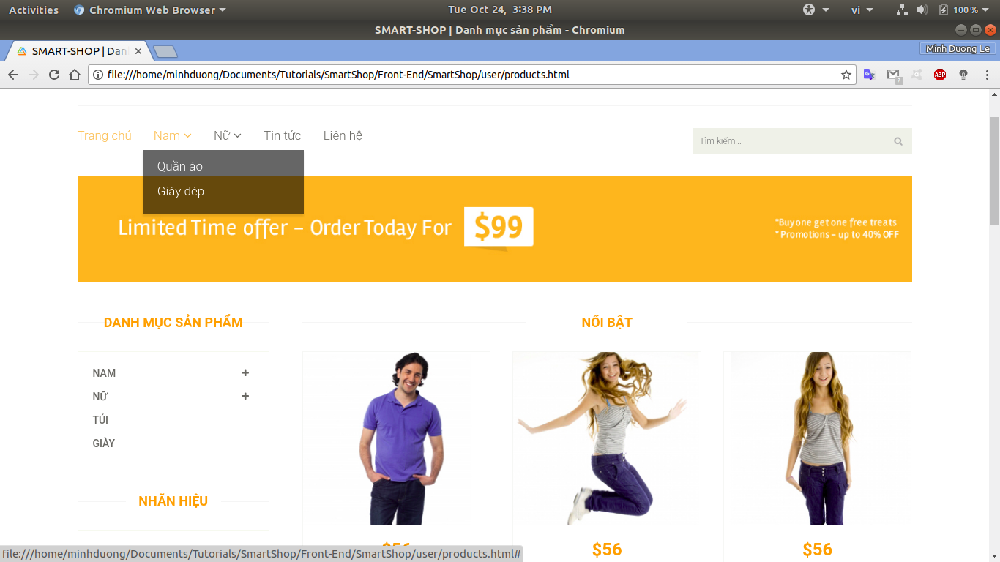 Activities
Chromium Web Browser
Tue Oct 24, 3:38 PM
vi
100 %
SMART-SHOP | Danh mục sản phẩm - Chromium
SMART-SHOP | Dan
Minh Duong Le
file:///home/minhduong/Documents/Tutorials/SmartShop/Front-End/SmartShop/user/products.html
ABP
Trang chủ
Nam
Nữ
Tin tức
Liên hệ
Tìm kiếm...
Quần áo
Giày dép
Limited Time offer – Order Today For
$99
*Buy one get one free treats
* Promotions – up to 40% OFF
DANH MỤC SẢN PHẨM
NỔI BẬT
NAM
NỮ
TÚI
GIÀY
NHÃN HIỆU
$56
$56
$56
file:///home/minhduong/Documents/Tutorials/SmartShop/Front-End/SmartShop/user/products.html#